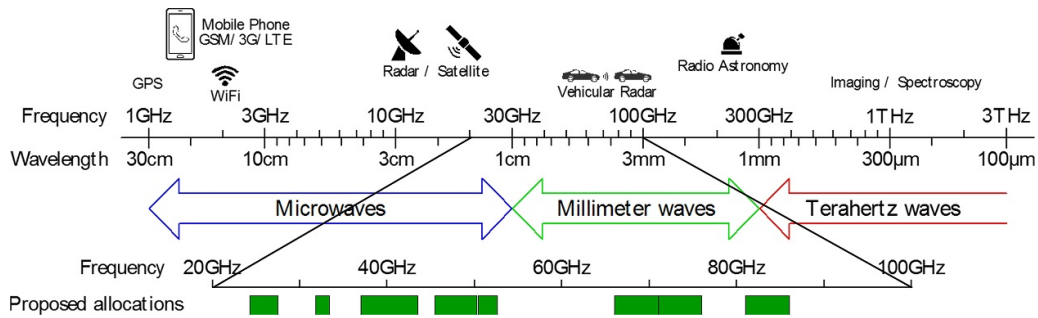 Mobile Phone
GSM/ 3G/ LTE
GPS
WiFi
Radar / Satellite
Vehicular Radar
Radio Astronomy
Imaging / Spectroscopy
Frequency 1GHz 3GHz 10GHz 30GHz 100GHz 300GHz 1THz 3THz
Wavelength 30cm 10cm 3cm 1cm 3mm 1mm 300µm 100µm
Microwaves Millimeter waves Terahertz waves
Frequency 20GHz 40GHz 60GHz 80GHz 100GHz
Proposed allocations